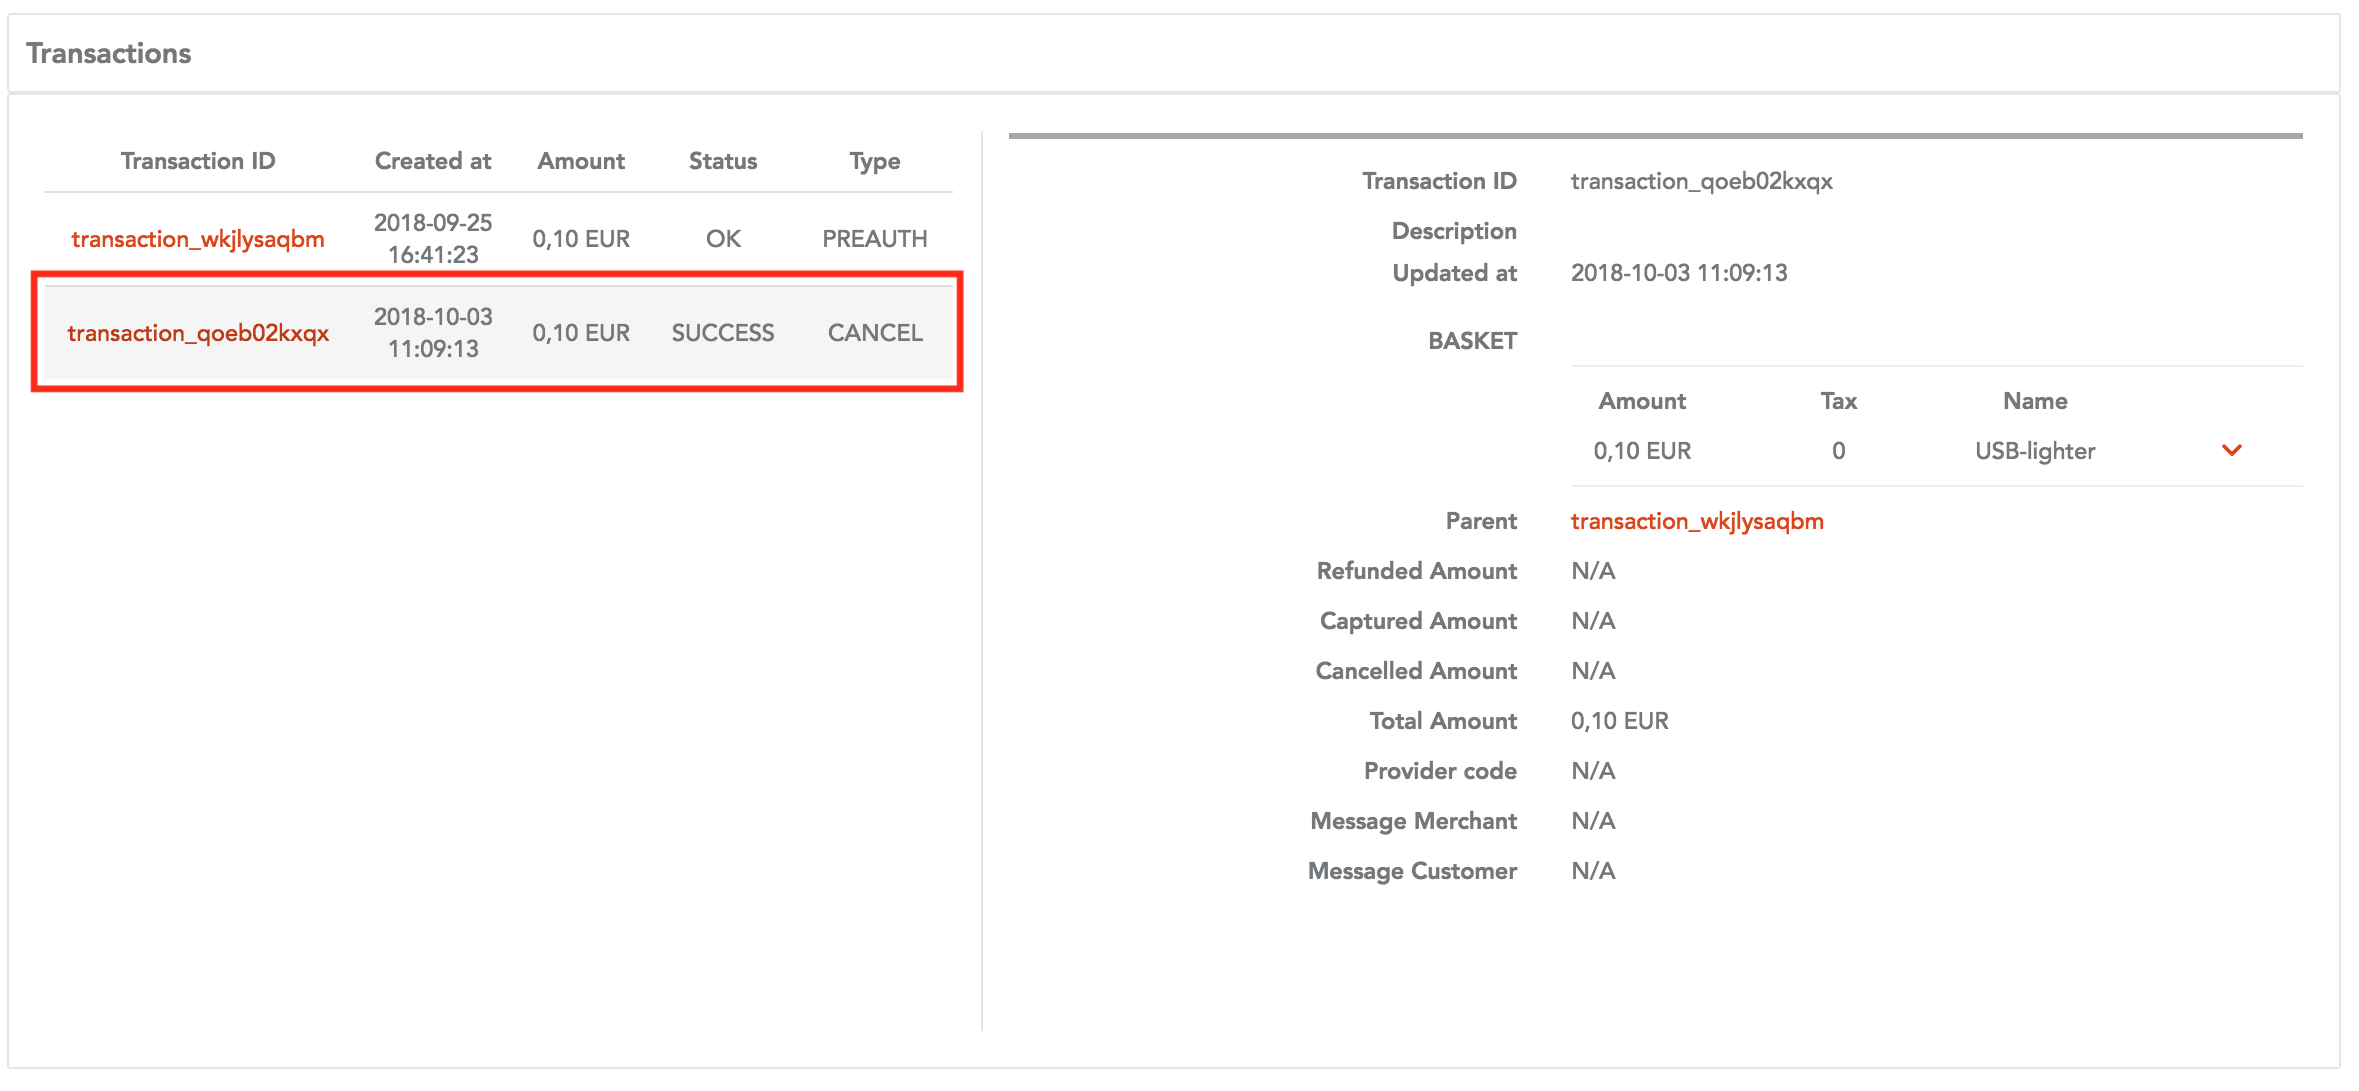 Transactions
Transaction ID Created at Amount Status Type
transaction_wkjlysaqbm 2018-09-25 16:41:23 0,10 EUR OK PREAUTH
transaction_qoeb02kxqx 2018-10-03 11:09:13 0,10 EUR SUCCESS CANCEL
Transaction ID transaction_qoeb02kxqx
Description
Updated at 2018-10-03 11:09:13
BASKET
Amount Tax Name
0,10 EUR 0 USB-lighter
Parent transaction_wkjlysaqbm
Refunded Amount N/A
Captured Amount N/A
Cancelled Amount N/A
Total Amount 0,10 EUR
Provider code N/A
Message Merchant N/A
Message Customer N/A